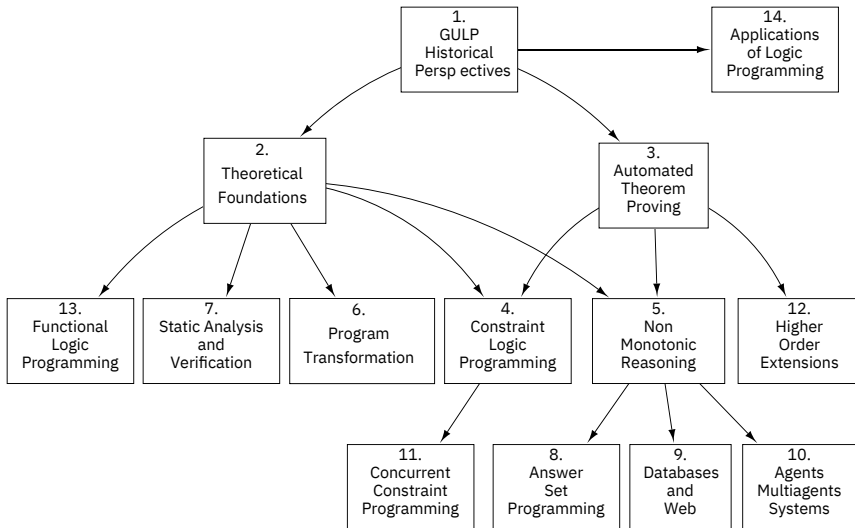 1.
GULP
Historical
Persp ectives
14.
Applications
of Logic
Programming
2.
Theoretical
Foundations
3.
Automated
Theorem
Proving
13.
Functional
Logic
Programming
7.
Static Analysis
and
Verification
6.
Program
Transformation
4.
Constraint
Logic
Programming
5.
Non
Monotonic
Reasoning
12.
Higher
Order
Extensions
11.
Concurrent
Constraint
Programming
8.
Answer
Set
Programming
9.
Databases
and
Web
10.
Agents
Multiagents
Systems